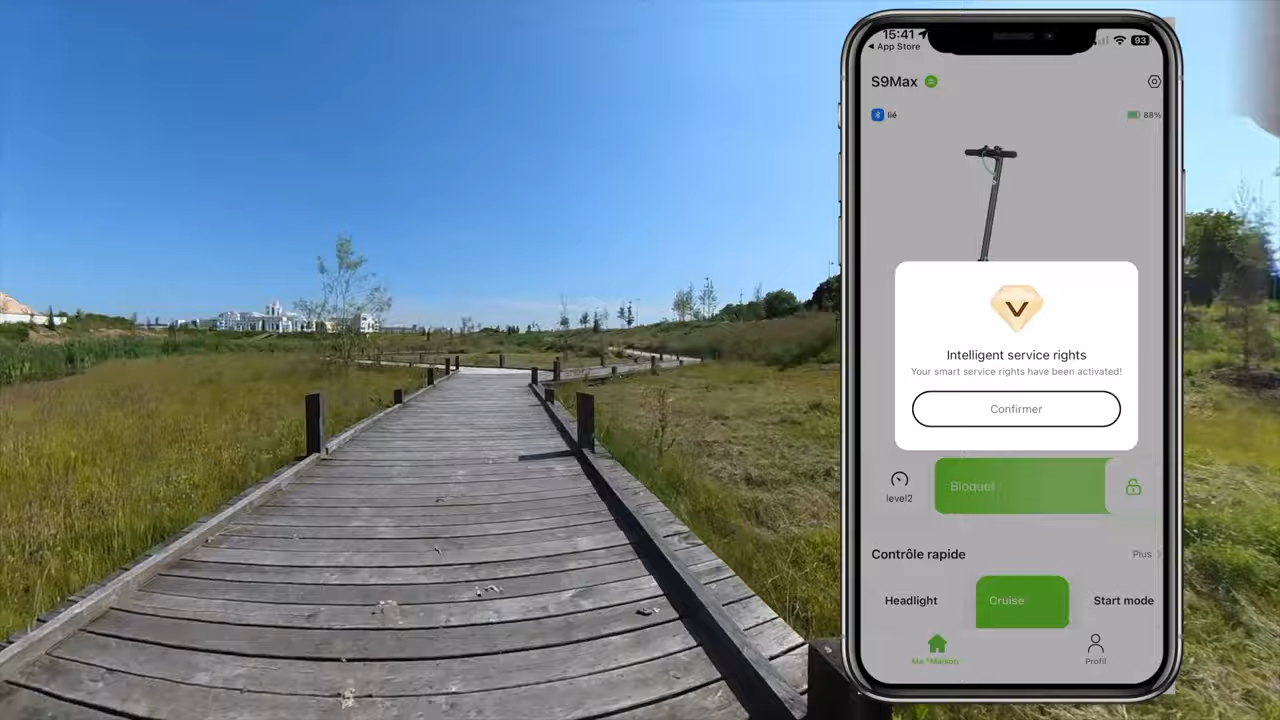 15:41
◀ App Store
93
S9Max
lié
88%
Intelligent service rights
Your smart service rights have been activated!
Confirmer
level2
Bloquer
Contrôle rapide
Plus
Headlight
Cruise
Start mode
Ma Maison
Profil